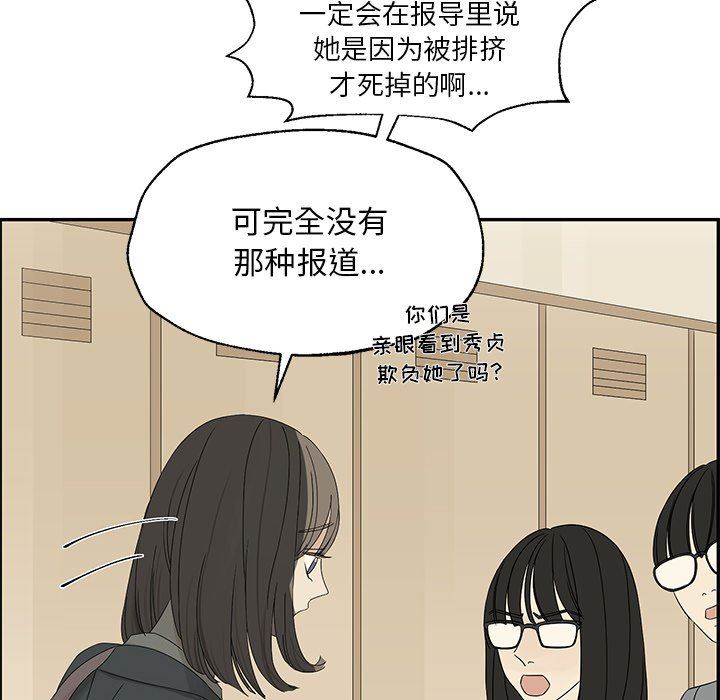 一定会在报导里说
她是因为被排挤
才死掉的啊...
可完全没有
那种报道...
你们是
亲眼看到秀贞
欺负她了吗?